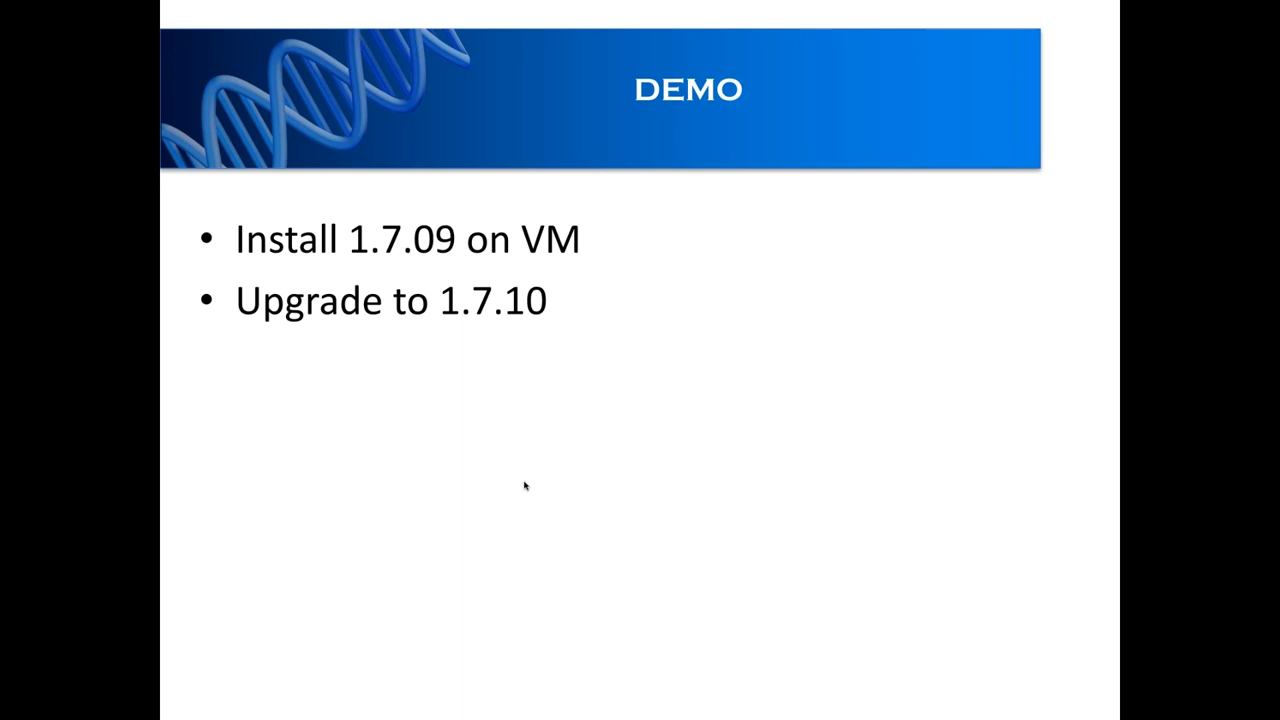 DEMO
• Install 1.7.09 on VM
• Upgrade to 1.7.10